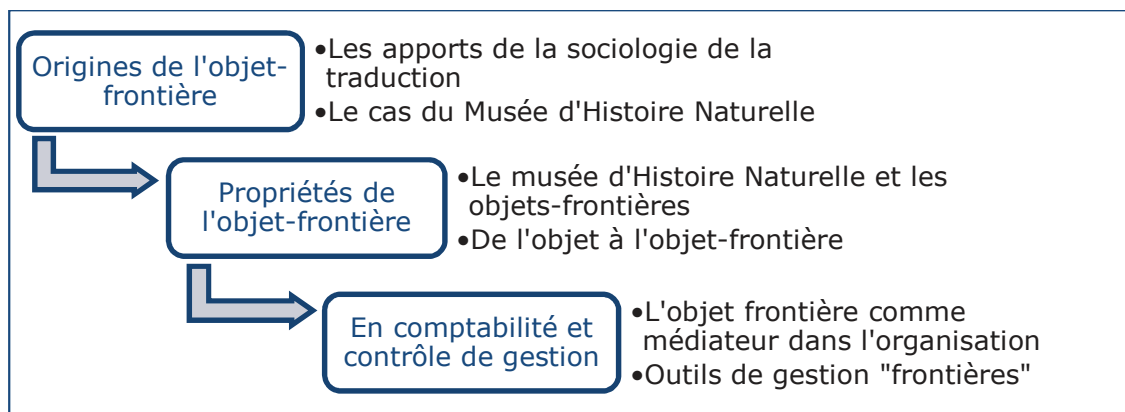 Origines de l'objet-
frontière
•Les apports de la sociologie de la
traduction
•Le cas du Musée d'Histoire Naturelle
Propriétés de
l'objet-frontière
•Le musée d'Histoire Naturelle et les
objets-frontières
•De l'objet à l'objet-frontière
En comptabilité et
contrôle de gestion
•L'objet frontière comme
médiateur dans l'organisation
•Outils de gestion "frontières"